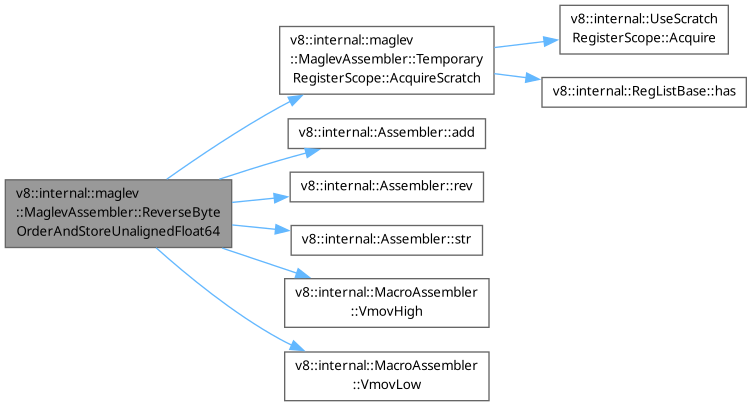 v8::internal::maglev
::MaglevAssembler::ReverseByte
OrderAndStoreUnalignedFloat64
v8::internal::maglev
::MaglevAssembler::Temporary
RegisterScope::AcquireScratch
v8::internal::UseScratch
RegisterScope::Acquire
v8::internal::RegListBase::has
v8::internal::Assembler::add
v8::internal::Assembler::rev
v8::internal::Assembler::str
v8::internal::MacroAssembler
::VmovHigh
v8::internal::MacroAssembler
::VmovLow